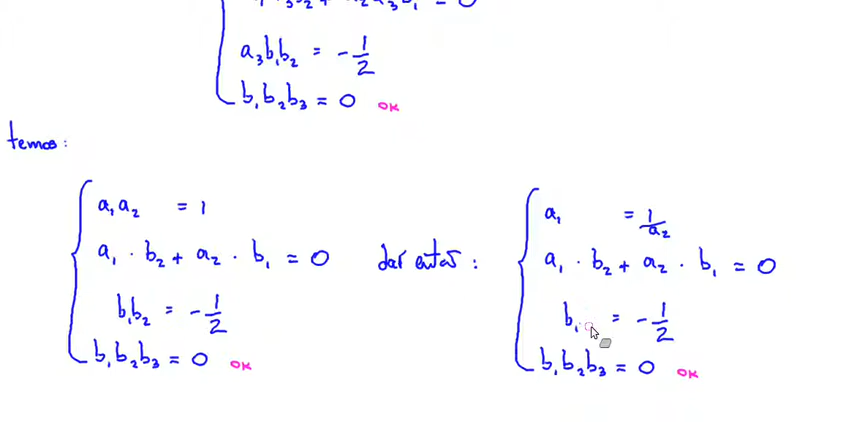 a₃b₁b₂ = -1/2
b₁b₂b₃ = 0 OK
temos:
a₁a₂ = 1
a₁ · b₂ + a₂ · b₁ = 0
b₁b₂ = -1/2
b₁b₂b₃ = 0 OK
daí então:
a₁ = 1/a₂
a₁ · b₂ + a₂ · b₁ = 0
b₁ = -1/2
b₁b₂b₃ = 0 OK